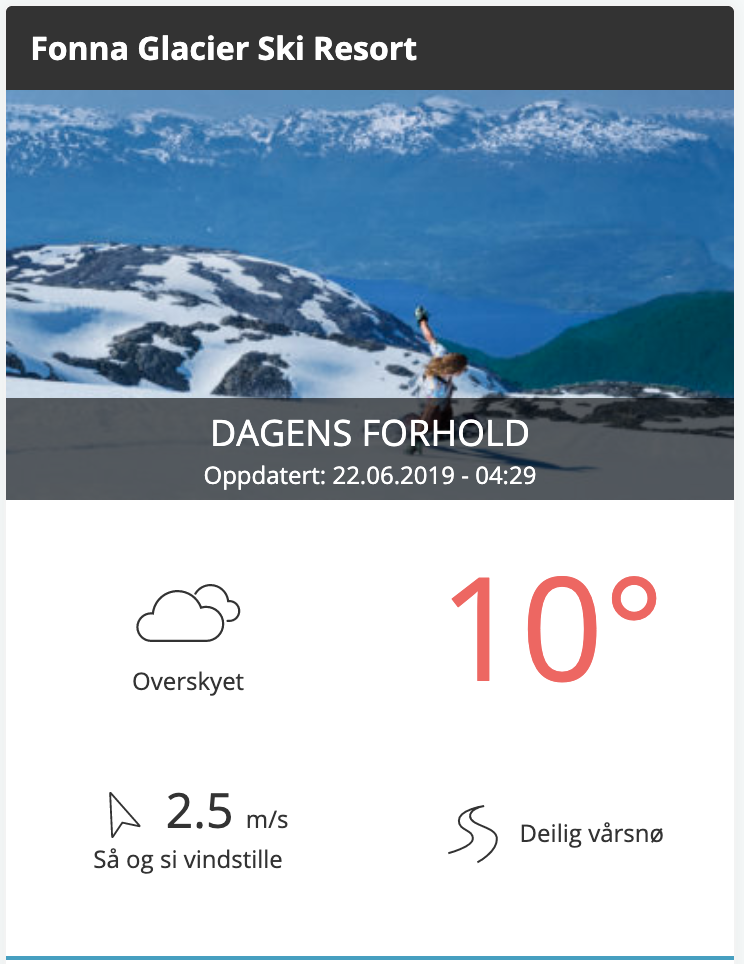 Fonna Glacier Ski Resort
DAGENS FORHOLD
Oppdatert: 22.06.2019 - 04:29
Overskyet
10°
2.5 m/s
Så og si vindstille
Deilig vårsnø